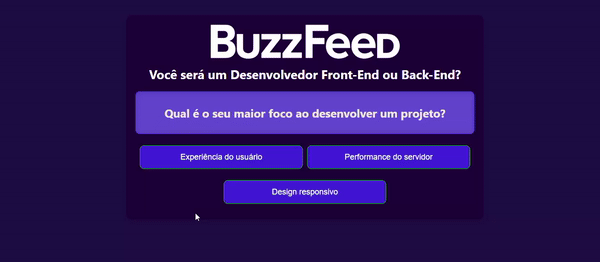 BuzzFeed
Você será um Desenvolvedor Front-End ou Back-End?
Qual é o seu maior foco ao desenvolver um projeto?
Experiência do usuário
Performance do servidor
Design responsivo